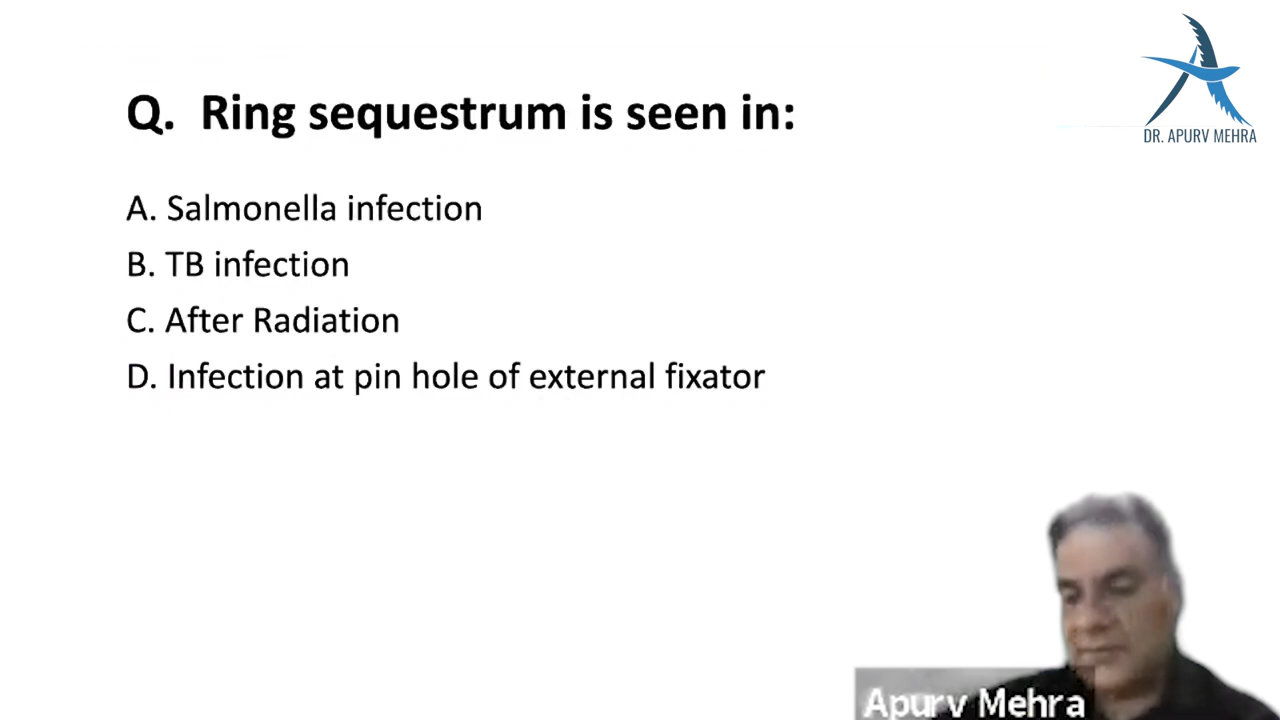 Q. Ring sequestrum is seen in:
DR. APURV MEHRA
A. Salmonella infection
B. TB infection
C. After Radiation
D. Infection at pin hole of external fixator
Apurv Mehra